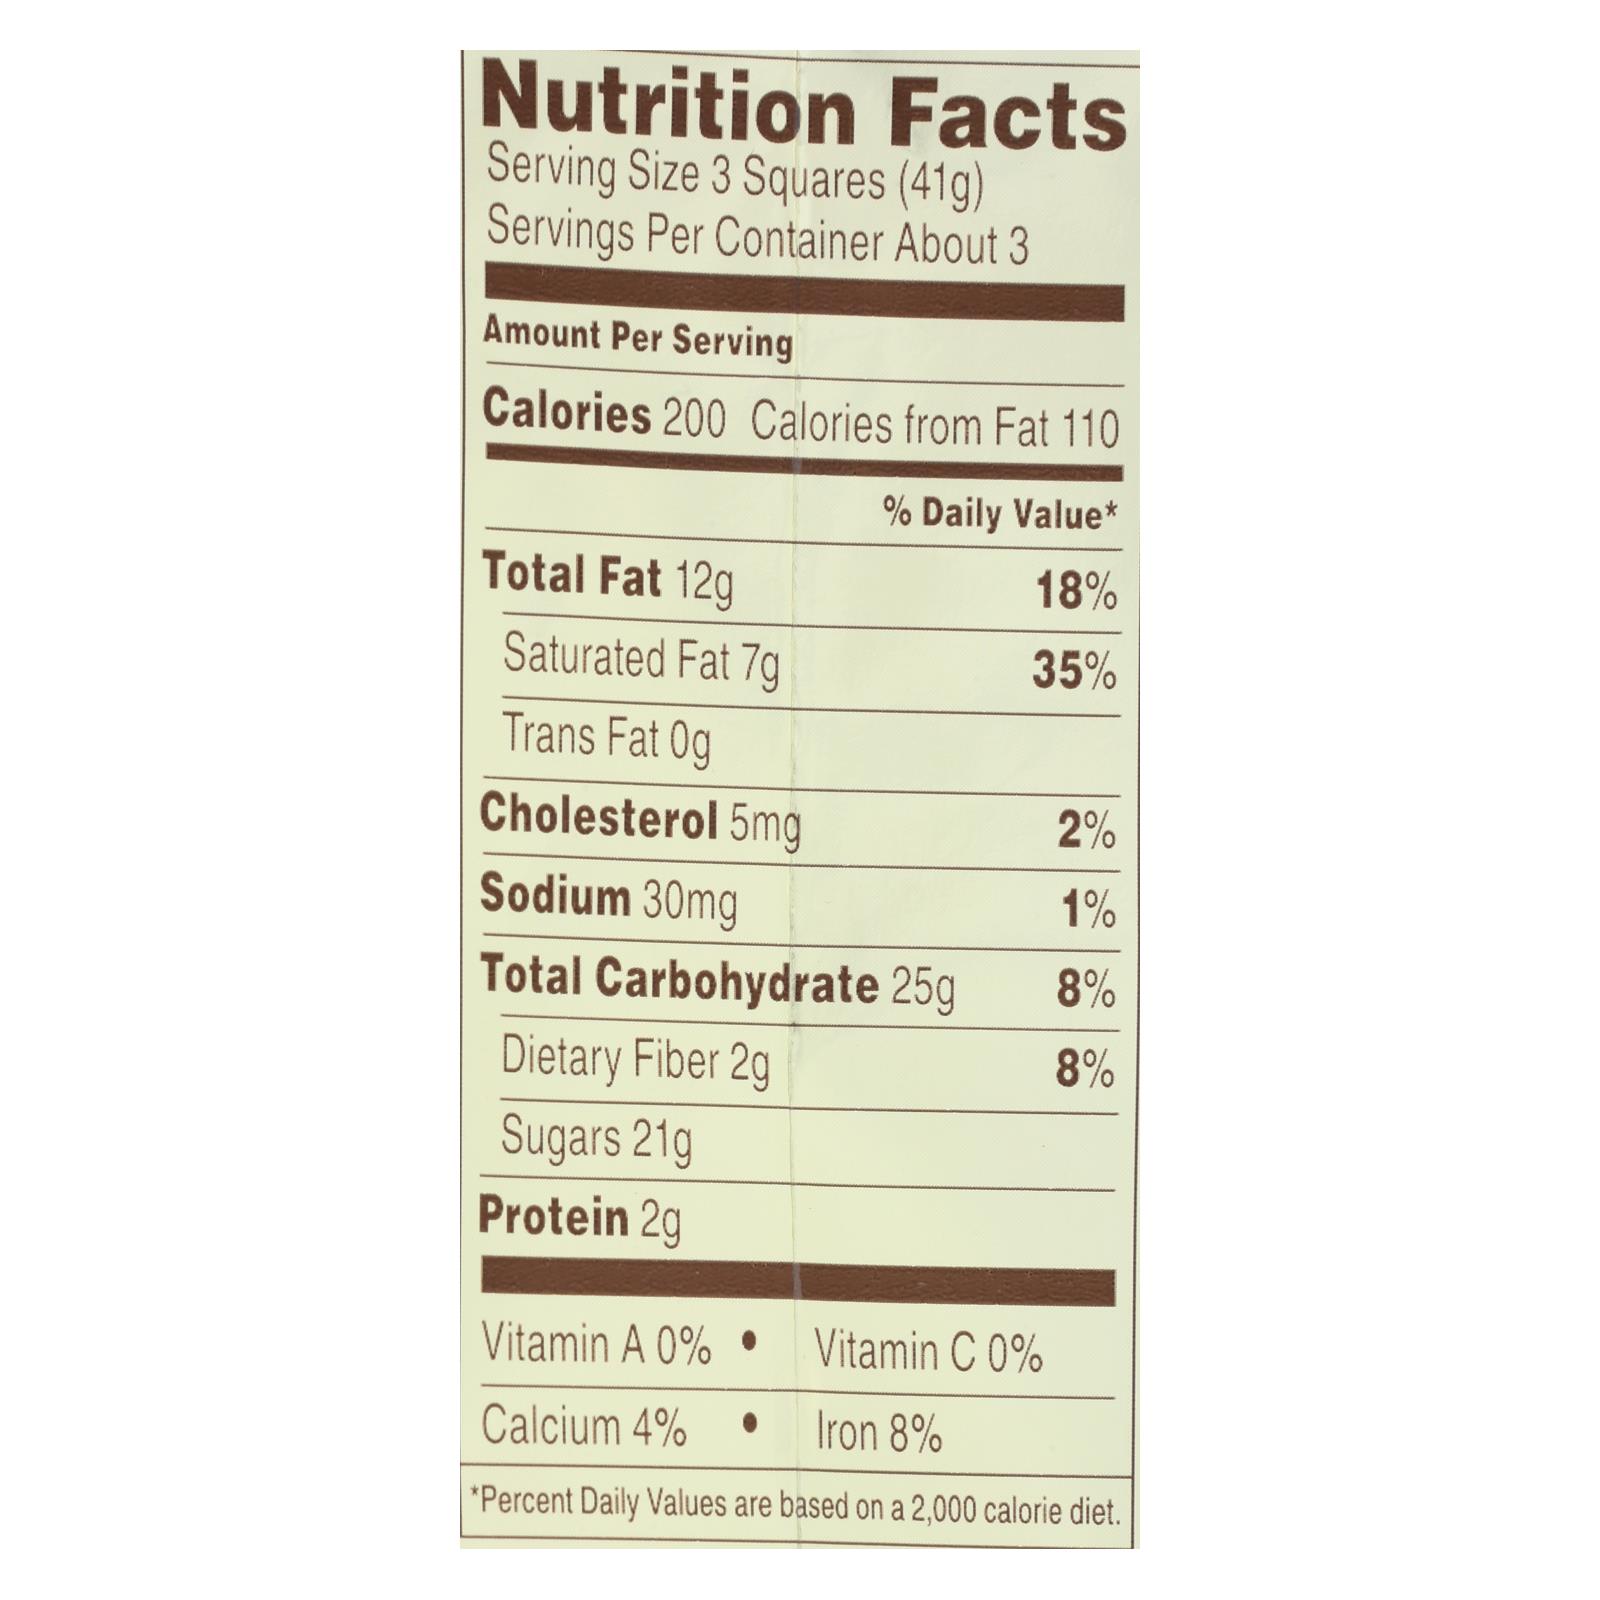 Nutrition Facts
Serving Size 3 Squares (41g)
Servings Per Container About 3
Amount Per Serving
Calories 200 Calories from Fat 110
% Daily Value*
Total Fat 12g 18%
Saturated Fat 7g 35%
Trans Fat 0g
Cholesterol 5mg 2%
Sodium 30mg 1%
Total Carbohydrate 25g 8%
Dietary Fiber 2g 8%
Sugars 21g
Protein 2g
Vitamin A 0% • Vitamin C 0%
Calcium 4% • Iron 8%
*Percent Daily Values are based on a 2,000 calorie diet.